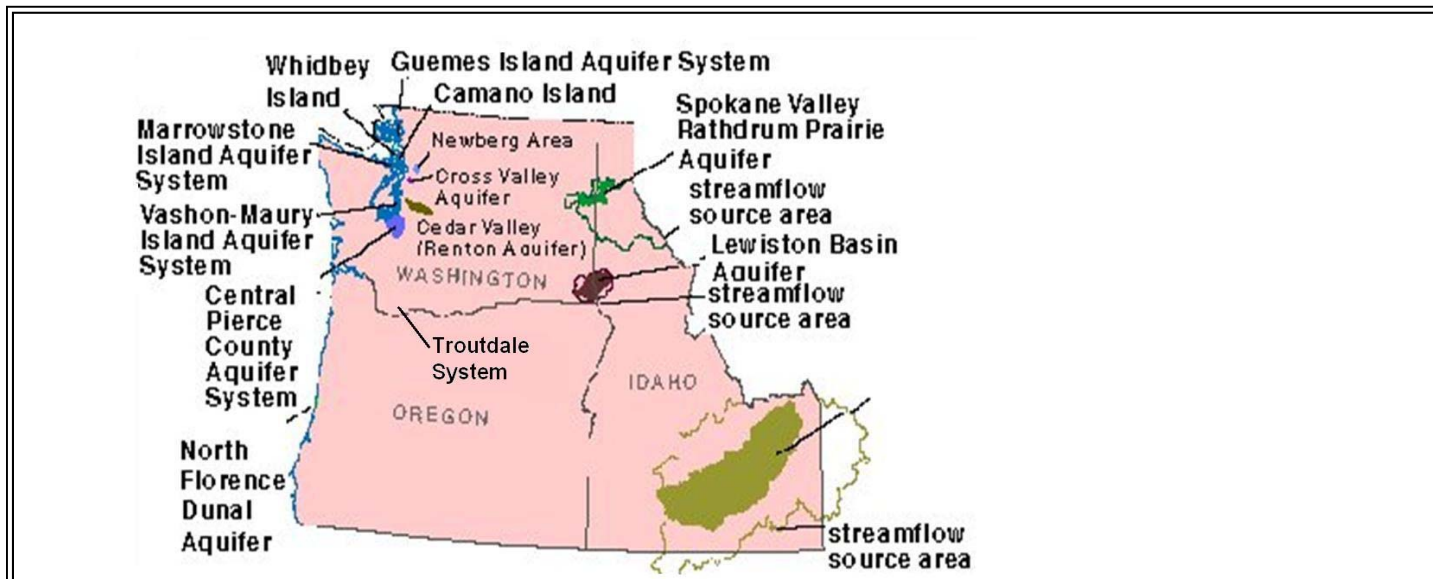 Whidbey
Island
Guemes Island Aquifer System
Camano Island
Marrowstone
Island Aquifer
System
Newberg Area
Cross Valley
Aquifer
Spokane Valley
Rathdrum Prairie
Aquifer
streamflow
source area
Vashon-Maury
Island Aquifer
System
Cedar Valley
(Renton Aquifer)
Lewiston Basin
Aquifer
streamflow
source area
WASHINGTON
Central
Pierce
County
Aquifer
System
Troutdale
System
IDAHO
OREGON
North
Florence
Dunal
Aquifer
streamflow
source area